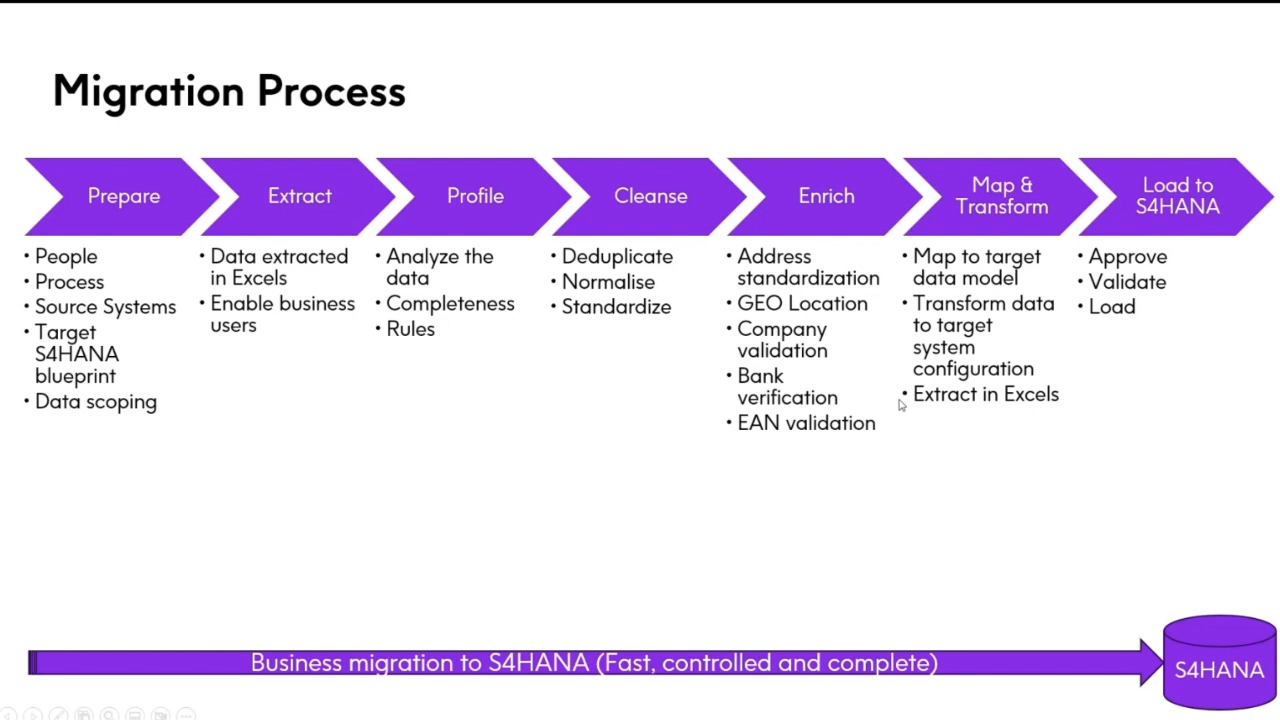 Migration Process
Prepare
Extract
Profile
Cleanse
Enrich
Map &
Transform
Load to
S4HANA
• People
• Process
• Source Systems
• Target
S4HANA
blueprint
• Data scoping
• Data extracted
in Excels
• Enable business
users
• Analyze the
data
• Completeness
• Rules
• Deduplicate
• Normalise
• Standardize
• Address
standardization
• GEO Location
• Company
validation
• Bank
verification
• EAN validation
• Map to target
data model
• Transform data
to target
system
configuration
• Extract in Excels
• Approve
• Validate
• Load
Business migration to S4HANA (Fast, controlled and complete)
S4HANA